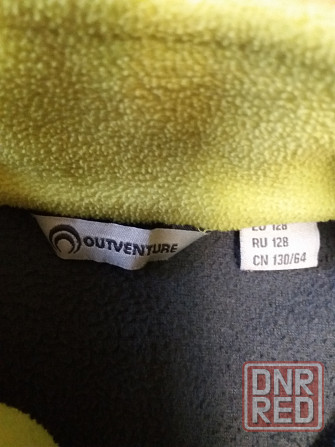 OUTVENTURE
EU 128
RU 128
CN 130/64
DNR
RED